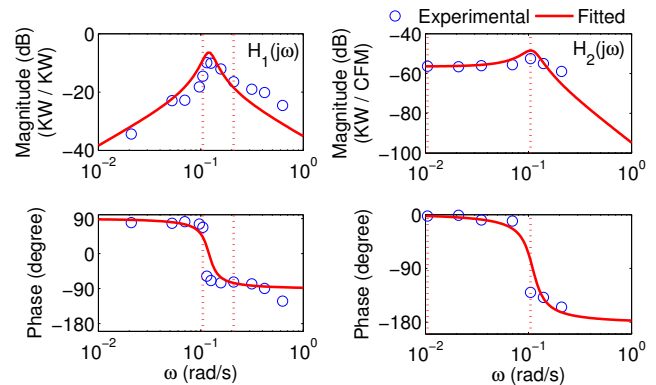 Experimental Fitted
Magnitude (dB)
(KW / KW)
0
−20
−40
H1(jω)
10^−2 10^−1 10^0
Magnitude (dB)
(KW / CFM)
−40
−60
−80
−100
H2(jω)
10^−2 10^−1 10^0
Phase (degree)
90
0
−90
−180
10^−2 10^−1 10^0
ω (rad/s)
Phase (degree)
0
−90
−180
10^−2 10^−1 10^0
ω (rad/s)